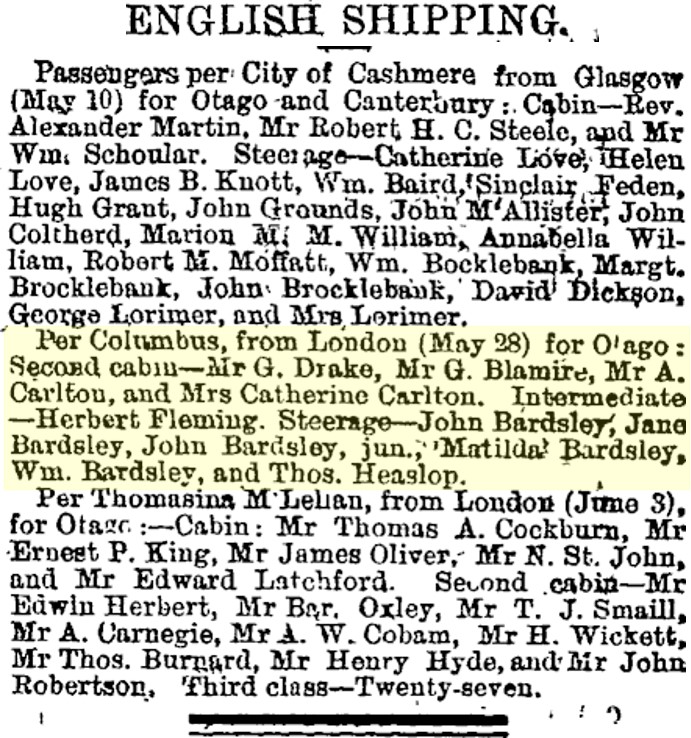 ENGLISH SHIPPING.
Passengers per City of Cashmere from Glasgow
(May 10) for Otago and Canterbury: Cabin—Rev.
Alexander Martin, Mr Robert H. C. Steele, and Mr
Wm. Schoular. Steerage—Catherine Love, Helen
Love, James B. Knott, Wm. Baird, Sinclair Feden,
Hugh Grant, John Grounds, John M'Allister, John
Coltherd, Marion M. M. William, Annabella Wil-
liam, Robert M. Moffatt, Wm. Bocklebank, Margt.
Brocklebank, John Brocklebank, David Dickson,
George Lorimer, and Mrs Lorimer.
Per Columbus, from London (May 28) for Otago:
Second cabin—Mr G. Drake, Mr G. Blamire, Mr A.
Carlton, and Mrs Catherine Carlton. Intermediate
—Herbert Fleming. Steerage—John Bardsley, Jane
Bardsley, John Bardsley, jun., Matilda Bardsley,
Wm. Bardsley, and Thos. Heaslop.
Per Thomasina M'Lellan, from London (June 3),
for Otago:—Cabin: Mr Thomas A. Cockburn, Mr
Ernest P. King, Mr James Oliver, Mr N. St. John,
and Mr Edward Latchford. Second cabin—Mr
Edwin Herbert, Mr Bar. Oxley, Mr T. J. Smaill,
Mr A. Carnegie, Mr A. W. Cobam, Mr H. Wickett,
Mr Thos. Burnard, Mr Henry Hyde, and Mr John
Robertson. Third class—Twenty-seven.